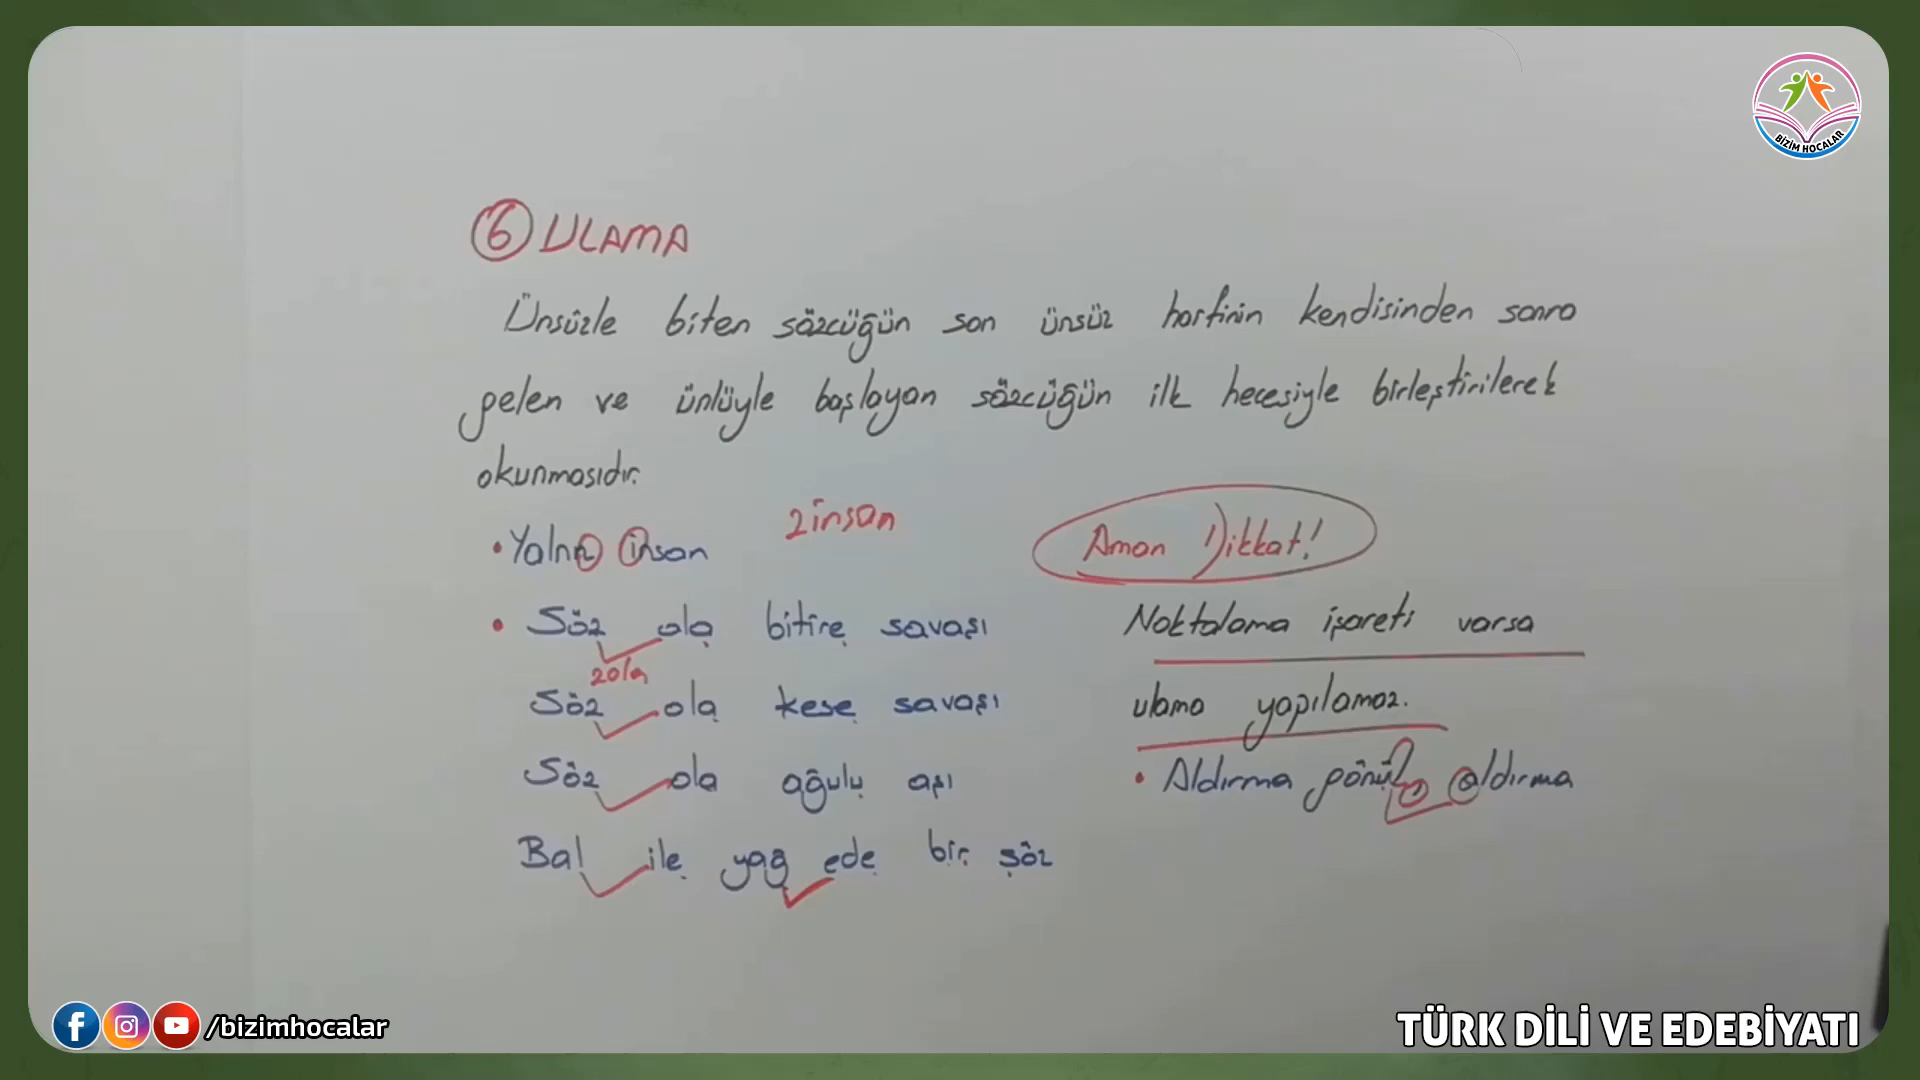 BİZİM HOCALAR
6 ULAMA
Ünsüzle biten sözcüğün son ünsüz harfinin kendisinden sonra
gelen ve ünlüyle başlayan sözcüğün ilk hecesiyle birleştirilerek
okunmasıdır.
zinsan
• Yalnız insan
Aman Dikkat!
• Söz ola bitire savaşı
zola
Söz ola kese savaşı
Söz ola ağulu aşı
Bal ile yağ ede bir söz
Noktalama işareti varsa
ulama yapılamaz.
• Aldırma gönül, aldırma
/bizimhocalar
TÜRK DİLİ VE EDEBİYATI